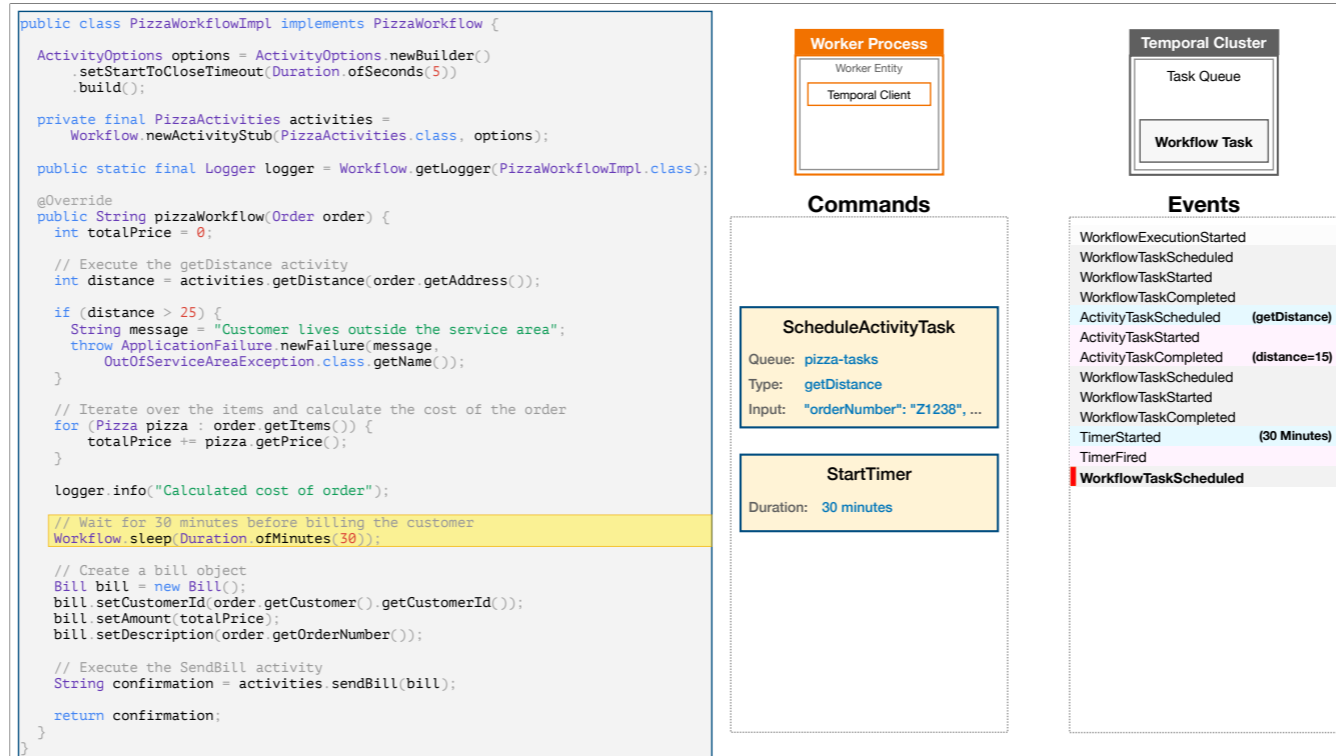 public class PizzaWorkflowImpl implements PizzaWorkflow {
ActivityOptions options = ActivityOptions.newBuilder()
.setStartToCloseTimeout(Duration.ofSeconds(5))
.build();
private final PizzaActivities activities =
Workflow.newActivityStub(PizzaActivities.class, options);
public static final Logger logger = Workflow.getLogger(PizzaWorkflowImpl.class);
@Override
public String pizzaWorkflow(Order order) {
int totalPrice = 0;
// Execute the getDistance activity
int distance = activities.getDistance(order.getAddress());
if (distance > 25) {
String message = "Customer lives outside the service area";
throw ApplicationFailure.newFailure(message,
OutOfServiceAreaException.class.getName());
}
// Iterate over the items and calculate the cost of the order
for (Pizza pizza : order.getItems()) {
totalPrice += pizza.getPrice();
}
logger.info("Calculated cost of order");
// Wait for 30 minutes before billing the customer
Workflow.sleep(Duration.ofMinutes(30));
// Create a bill object
Bill bill = new Bill();
bill.setCustomerId(order.getCustomer().getCustomerId());
bill.setAmount(totalPrice);
bill.setDescription(order.getOrderNumber());
// Execute the SendBill activity
String confirmation = activities.sendBill(bill);
return confirmation;
}
}
Worker Process
Worker Entity
Temporal Client
Temporal Cluster
Task Queue
Workflow Task
Commands
ScheduleActivityTask
Queue: pizza-tasks
Type: getDistance
Input: "orderNumber": "Z1238", ...
StartTimer
Duration: 30 minutes
Events
WorkflowExecutionStarted
WorkflowTaskScheduled
WorkflowTaskStarted
WorkflowTaskCompleted
ActivityTaskScheduled (getDistance)
ActivityTaskStarted
ActivityTaskCompleted (distance=15)
WorkflowTaskScheduled
WorkflowTaskStarted
WorkflowTaskCompleted
TimerStarted (30 Minutes)
TimerFired
WorkflowTaskScheduled